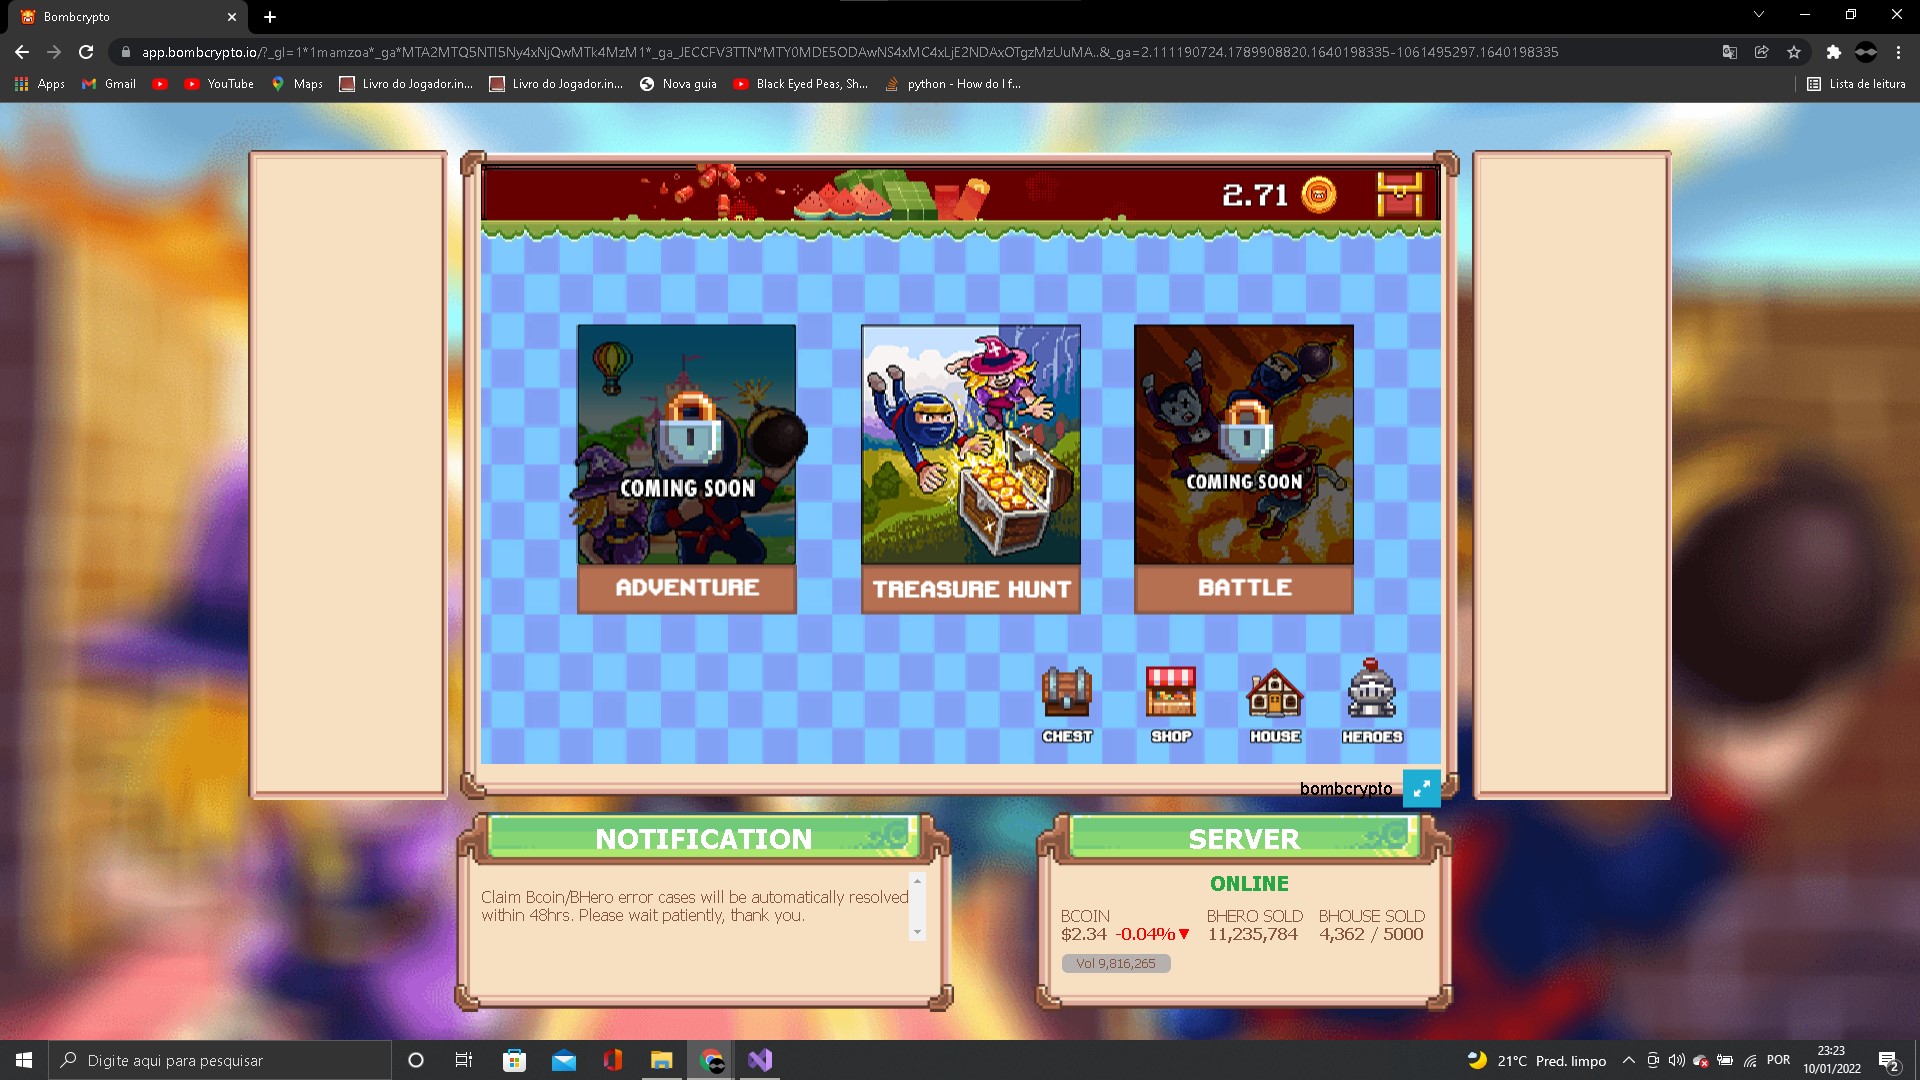 Bombcrypto
app.bombcrypto.io/?_gl=1*1mamzoa*_ga*MTA2MTQ5NTI5Ny4xNjQwMTk4MzM1*_ga_JECCFV3TTN*MTY0MDE5ODAwNS4xMC4xLjE2NDAxOTgzMzUuMA..&_ga=2.111190724.1789908820.1640198335-1061495297.1640198335
Apps Gmail YouTube Maps Livro do Jogador.in... Livro do Jogador.in... Nova guia Black Eyed Peas, Sh... python - How do I f... Lista de leitura
2.71
COMING SOON
COMING SOON
ADVENTURE
TREASURE HUNT
BATTLE
CHEST SHOP HOUSE HEROES
bombcrypto
NOTIFICATION
Claim Bcoin/BHero error cases will be automatically resolved
within 48hrs. Please wait patiently, thank you.
SERVER
ONLINE
BCOIN BHERO SOLD BHOUSE SOLD
$2.34 -0.04%▼ 11,235,784 4,362 / 5000
Vol 9,816,265
Digite aqui para pesquisar
21°C Pred. limpo
POR
23:23
10/01/2022
2